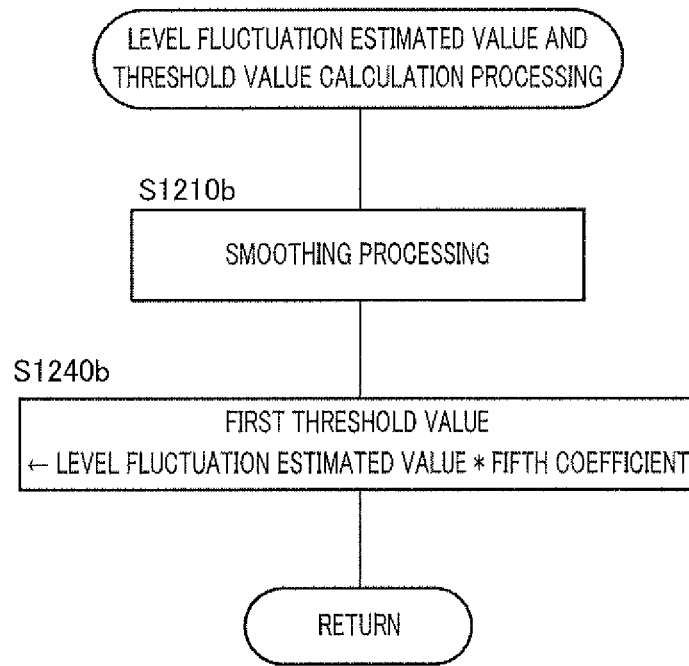 LEVEL FLUCTUATION ESTIMATED VALUE AND
THRESHOLD VALUE CALCULATION PROCESSING
S1210b
SMOOTHING PROCESSING
S1240b
FIRST THRESHOLD VALUE
← LEVEL FLUCTUATION ESTIMATED VALUE * FIFTH COEFFICIENT
RETURN